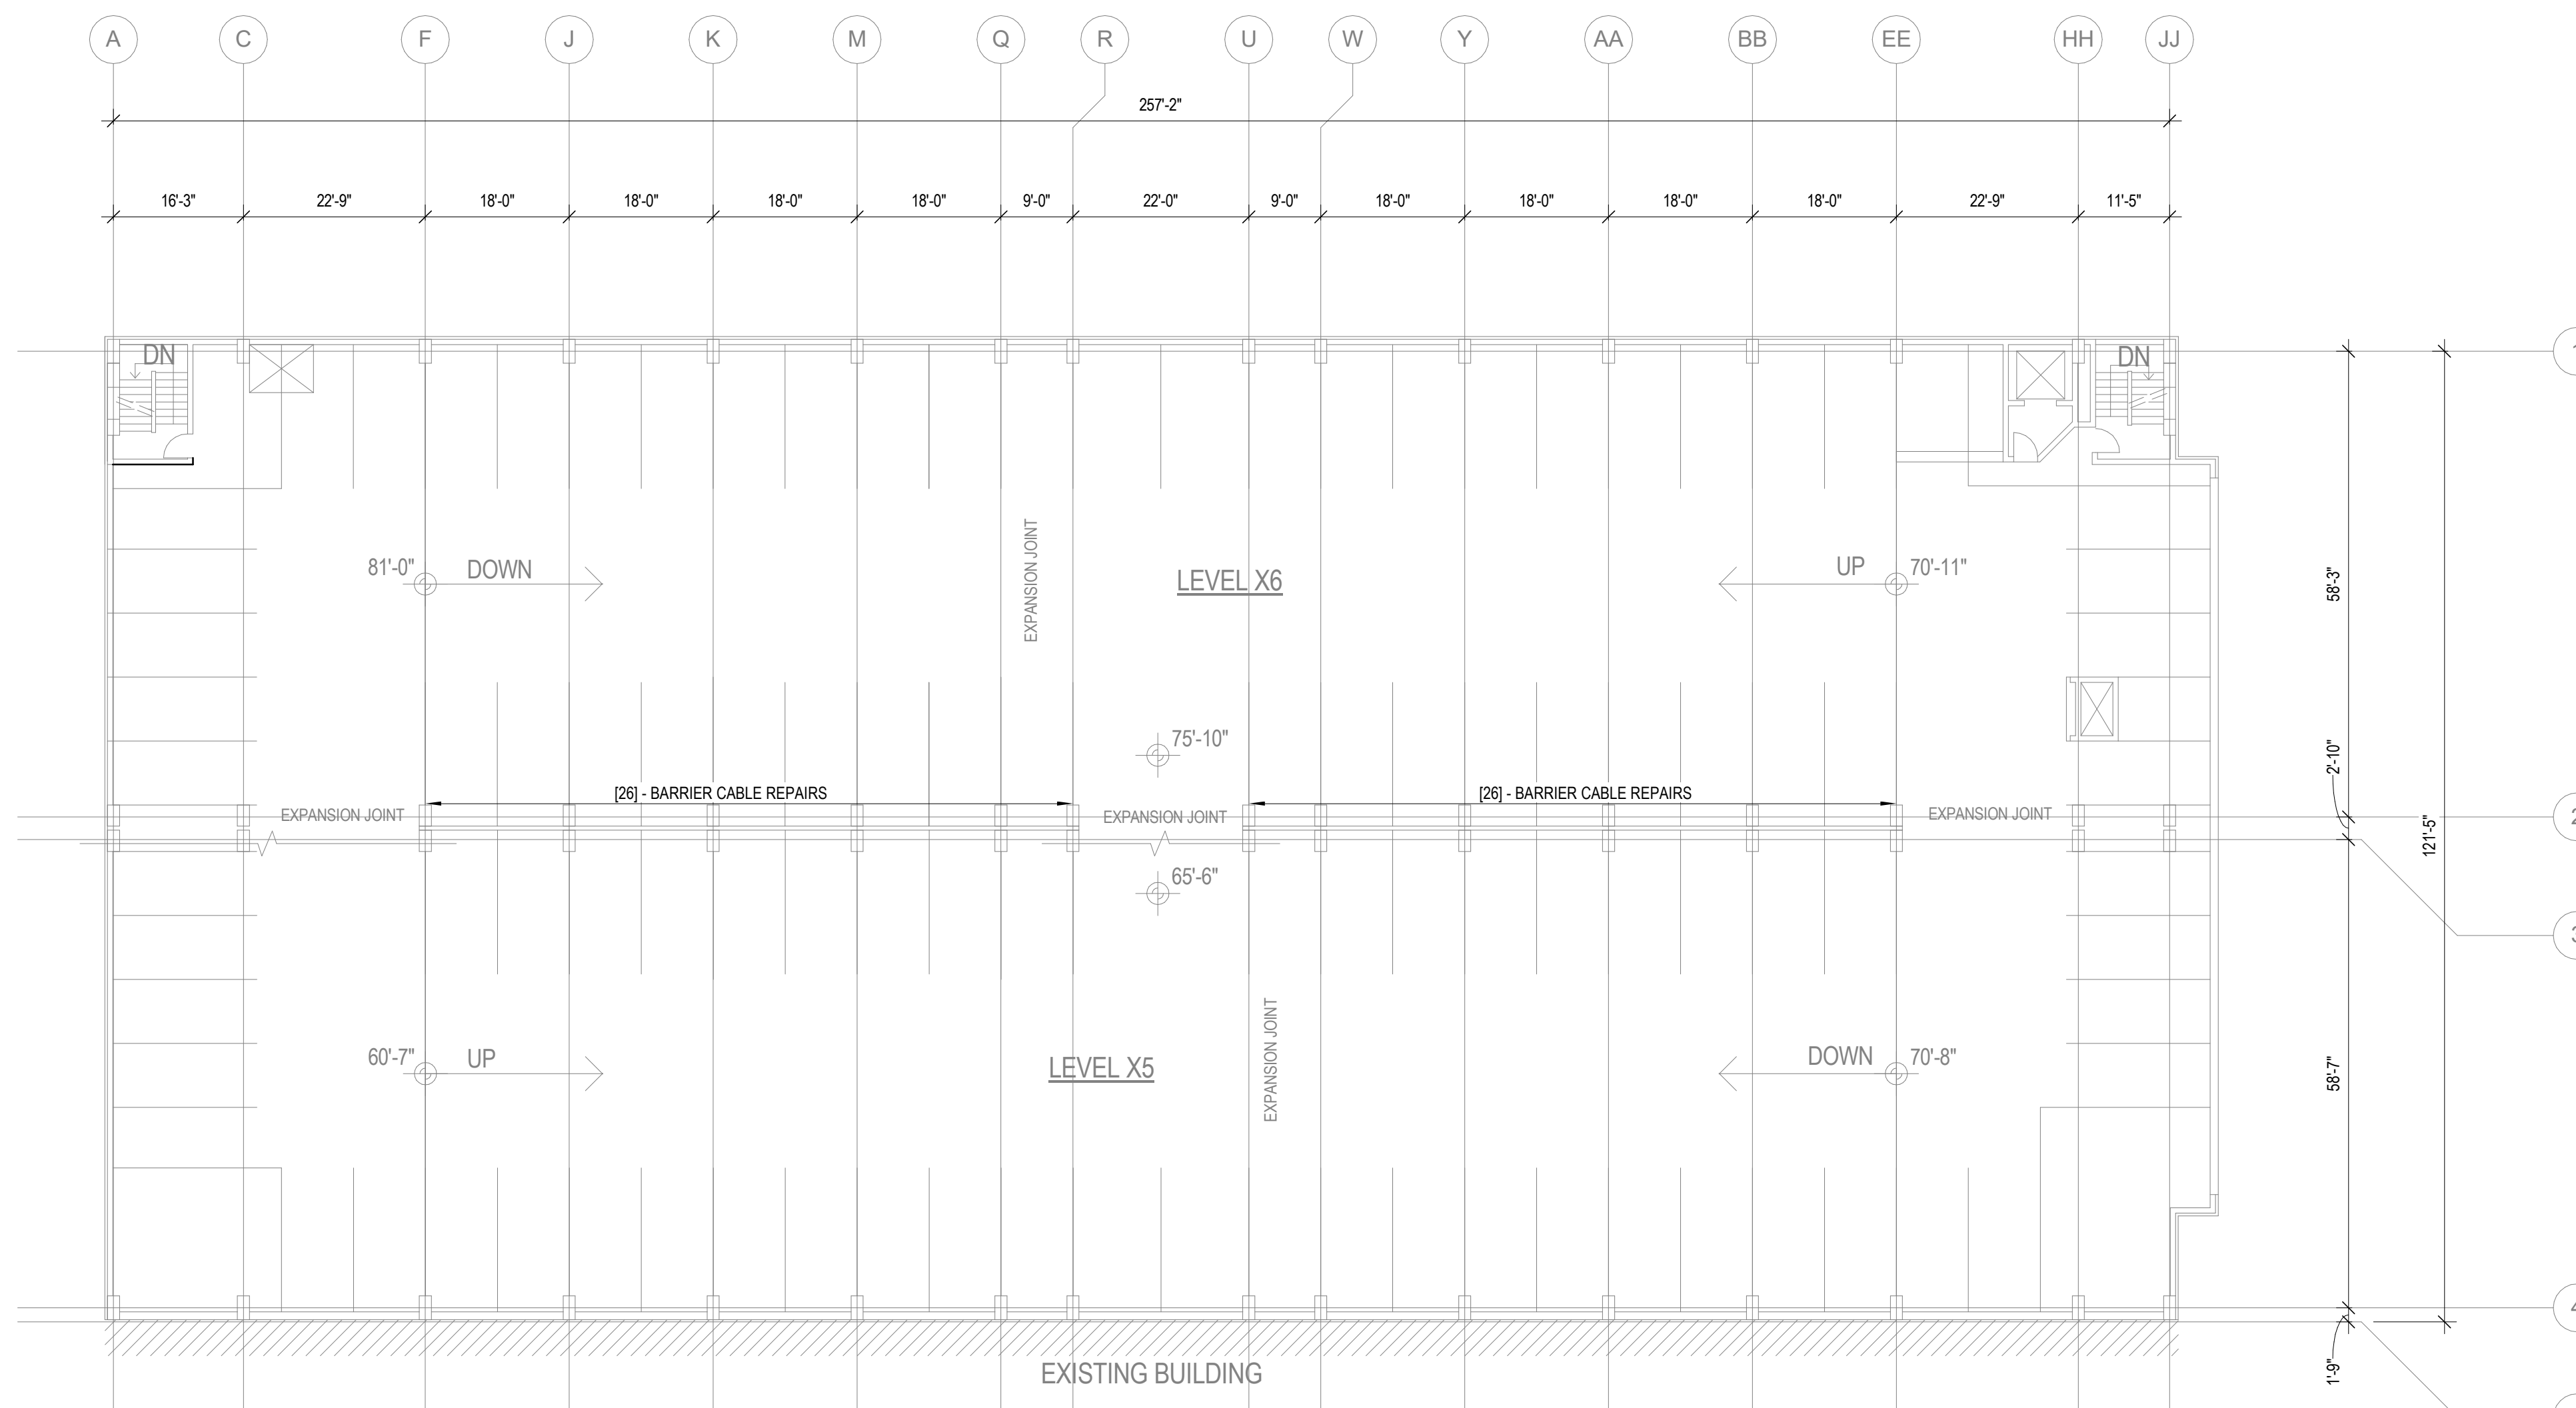 A C F J K M Q R U W Y AA BB EE HH JJ
257'-2"
16'-3" 22'-9" 18'-0" 18'-0" 18'-0" 18'-0" 9'-0" 22'-0" 9'-0" 18'-0" 18'-0" 18'-0" 18'-0" 22'-9" 11'-5"
DN
DN
EXPANSION JOINT
81'-0" DOWN
LEVEL X6
UP 70'-11"
58'-3"
75'-10"
2'-10"
[26] - BARRIER CABLE REPAIRS
[26] - BARRIER CABLE REPAIRS
EXPANSION JOINT
EXPANSION JOINT
EXPANSION JOINT
2
121'-5"
65'-6"
3
EXPANSION JOINT
60'-7" UP
LEVEL X5
DOWN 70'-8"
58'-7"
4
1'-9"
EXISTING BUILDING